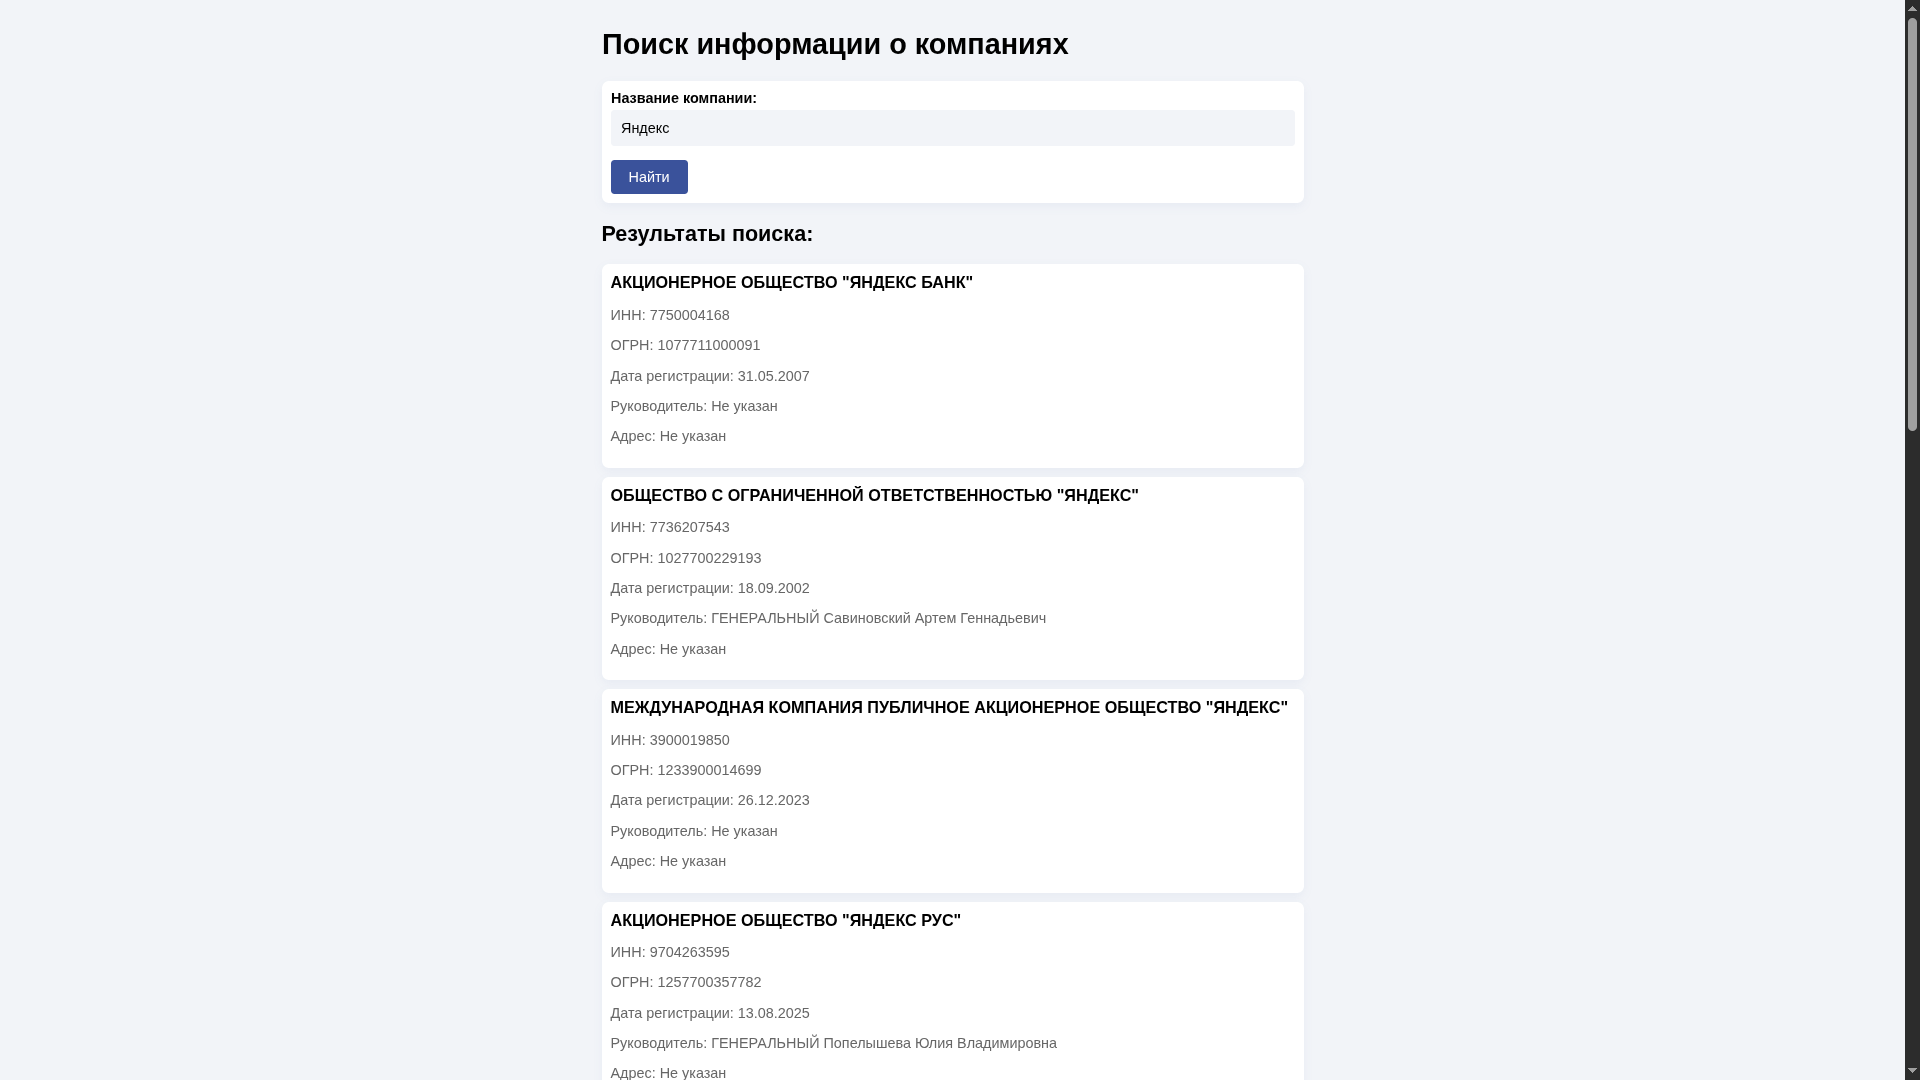 Поиск информации о компаниях
Название компании:
Яндекс
Найти
Результаты поиска:
АКЦИОНЕРНОЕ ОБЩЕСТВО "ЯНДЕКС БАНК"
ИНН: 7750004168
ОГРН: 1077711000091
Дата регистрации: 31.05.2007
Руководитель: Не указан
Адрес: Не указан
ОБЩЕСТВО С ОГРАНИЧЕННОЙ ОТВЕТСТВЕННОСТЬЮ "ЯНДЕКС"
ИНН: 7736207543
ОГРН: 1027700229193
Дата регистрации: 18.09.2002
Руководитель: ГЕНЕРАЛЬНЫЙ Савиновский Артем Геннадьевич
Адрес: Не указан
МЕЖДУНАРОДНАЯ КОМПАНИЯ ПУБЛИЧНОЕ АКЦИОНЕРНОЕ ОБЩЕСТВО "ЯНДЕКС"
ИНН: 3900019850
ОГРН: 1233900014699
Дата регистрации: 26.12.2023
Руководитель: Не указан
Адрес: Не указан
АКЦИОНЕРНОЕ ОБЩЕСТВО "ЯНДЕКС РУС"
ИНН: 9704263595
ОГРН: 1257700357782
Дата регистрации: 13.08.2025
Руководитель: ГЕНЕРАЛЬНЫЙ Попелышева Юлия Владимировна
Адрес: Не указан